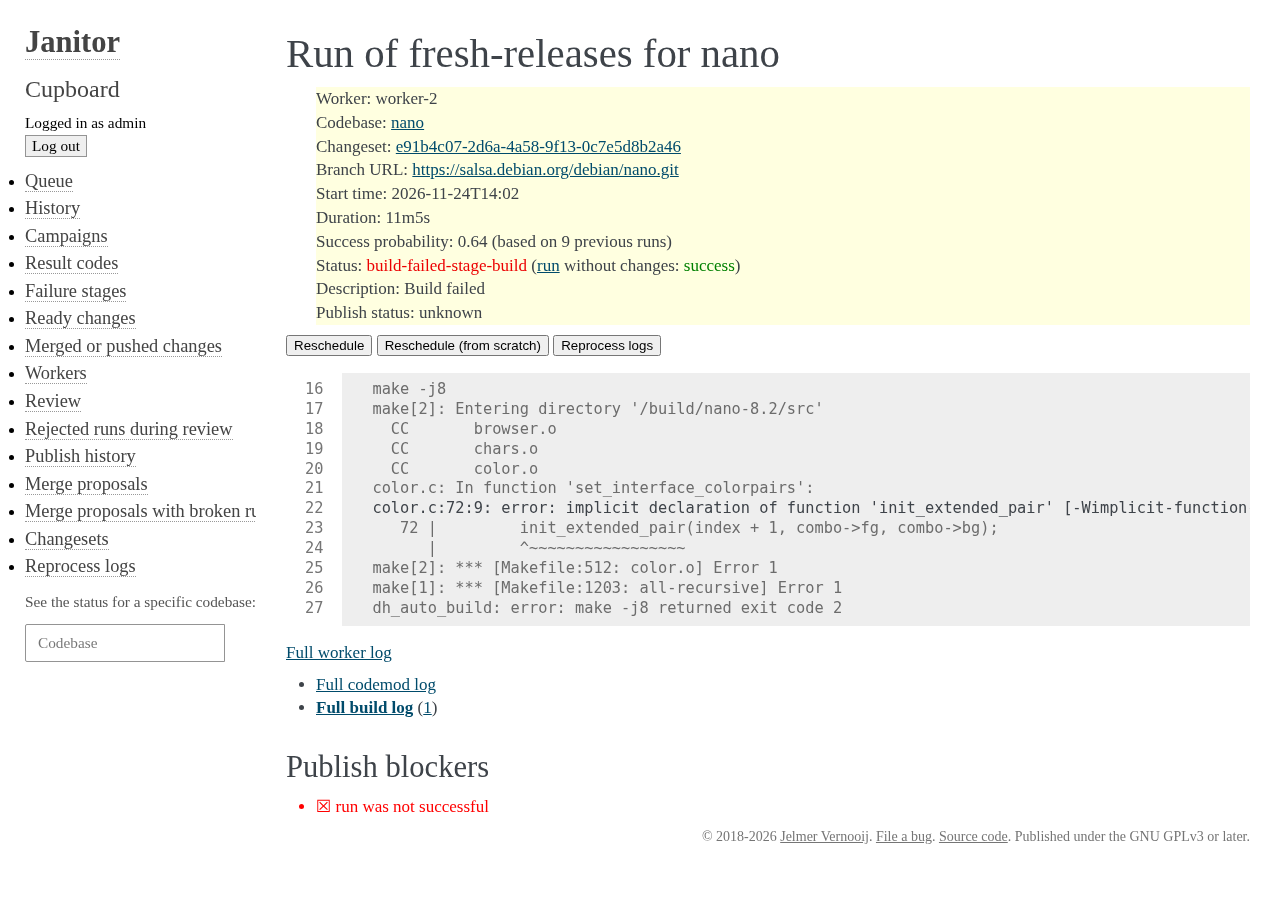 Janitor
Cupboard
Logged in as admin
Log out
Queue
History
Campaigns
Result codes
Failure stages
Ready changes
Merged or pushed changes
Workers
Review
Rejected runs during review
Publish history
Merge proposals
Merge proposals with broken ru
Changesets
Reprocess logs
See the status for a specific codebase:
Codebase
Run of fresh-releases for nano
Worker: worker-2
Codebase: nano
Changeset: e91b4c07-2d6a-4a58-9f13-0c7e5d8b2a46
Branch URL: https://salsa.debian.org/debian/nano.git
Start time: 2026-11-24T14:02
Duration: 11m5s
Success probability: 0.64 (based on 9 previous runs)
Status: build-failed-stage-build (run without changes: success)
Description: Build failed
Publish status: unknown
Reschedule Reschedule (from scratch) Reprocess logs
16 make -j8
17 make[2]: Entering directory '/build/nano-8.2/src'
18 CC browser.o
19 CC chars.o
20 CC color.o
21 color.c: In function 'set_interface_colorpairs':
22 color.c:72:9: error: implicit declaration of function 'init_extended_pair' [-Wimplicit-function
23 72 | init_extended_pair(index + 1, combo->fg, combo->bg);
24 | ^~~~~~~~~~~~~~~~~~
25 make[2]: *** [Makefile:512: color.o] Error 1
26 make[1]: *** [Makefile:1203: all-recursive] Error 1
27 dh_auto_build: error: make -j8 returned exit code 2
Full worker log
Full codemod log
Full build log (1)
Publish blockers
☒ run was not successful
© 2018-2026 Jelmer Vernooij. File a bug. Source code. Published under the GNU GPLv3 or later.